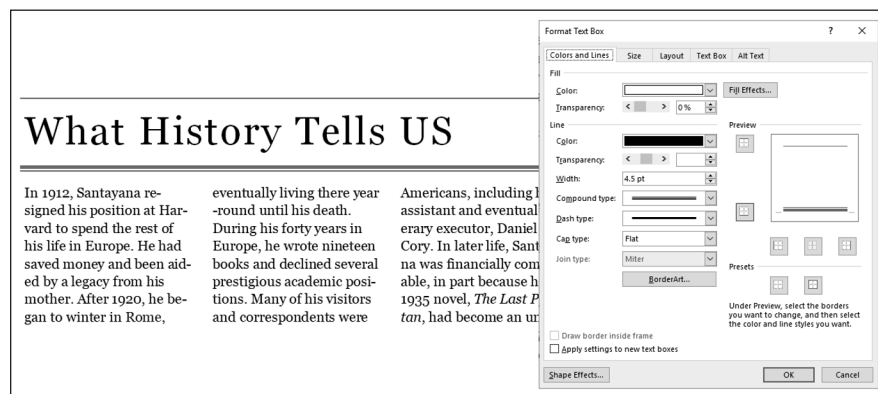 What History Tells US
In 1912, Santayana re-
signed his position at Har-
vard to spend the rest of
his life in Europe. He had
saved money and been aid-
ed by a legacy from his
mother. After 1920, he be-
gan to winter in Rome,
eventually living there year
-round until his death.
During his forty years in
Europe, he wrote nineteen
books and declined several
prestigious academic posi-
tions. Many of his visitors
and correspondents were
Americans, including
assistant and eventual
erary executor, Daniel
Cory. In later life, Sant
na was financially com
able, in part because h
1935 novel, The Last P
tan, had become an un
Format Text Box
? X
Colors and Lines Size Layout Text Box Alt Text
Fill
Color: Fill Effects...
Transparency: < > 0 %
Line
Color:
Transparency: < >
Width: 4.5 pt
Compound type:
Dash type:
Cap type: Flat
Join type: Miter
BorderArt...
Preview
Presets
Under Preview, select the borders
you want to change, and then select
the color and line styles you want.
Draw border inside frame
Apply settings to new text boxes
Shape Effects... OK Cancel